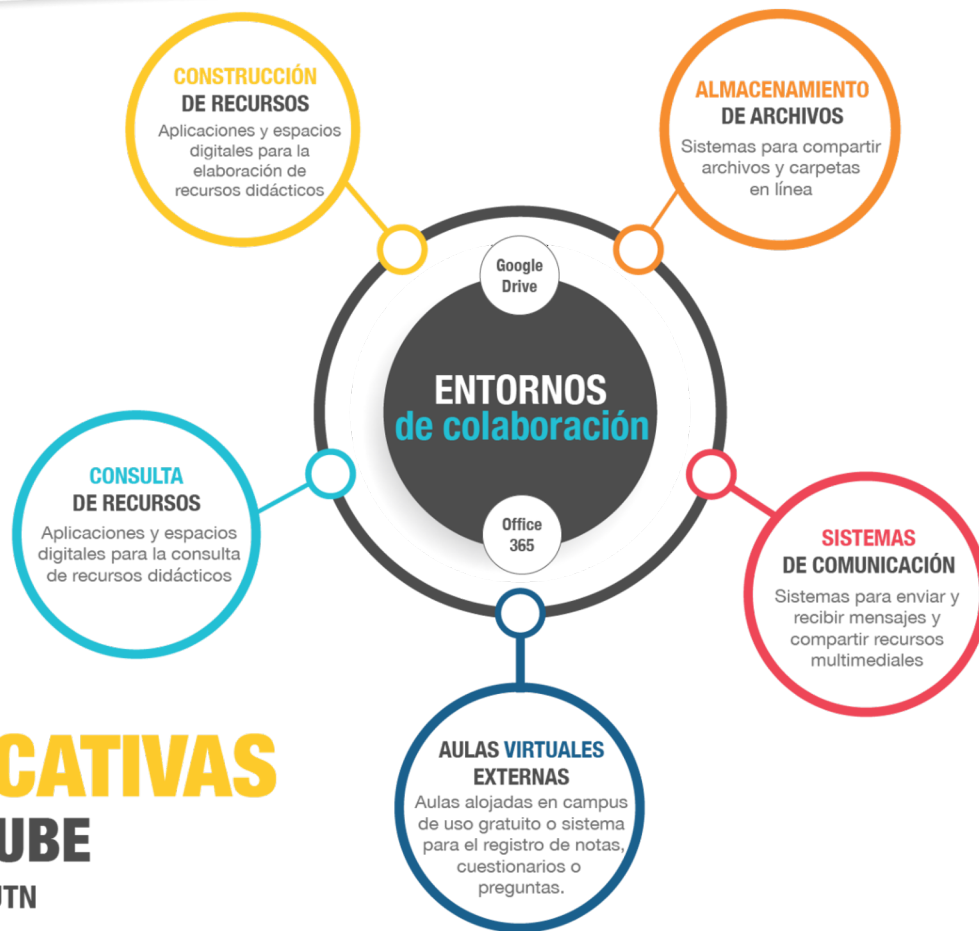 CONSTRUCCIÓN
DE RECURSOS
Aplicaciones y espacios
digitales para la
elaboración de
recursos didácticos
ALMACENAMIENTO
DE ARCHIVOS
Sistemas para compartir
archivos y carpetas
en línea
Google
Drive
ENTORNOS
de colaboración
Office
365
CONSULTA
DE RECURSOS
Aplicaciones y espacios
digitales para la consulta
de recursos didácticos
SISTEMAS
DE COMUNICACIÓN
Sistemas para enviar y
recibir mensajes y
compartir recursos
multimediales
AULAS VIRTUALES
EXTERNAS
Aulas alojadas en campus
de uso gratuito o sistema
para el registro de notas,
cuestionarios o
preguntas.
CATIVAS
UBE
UTN